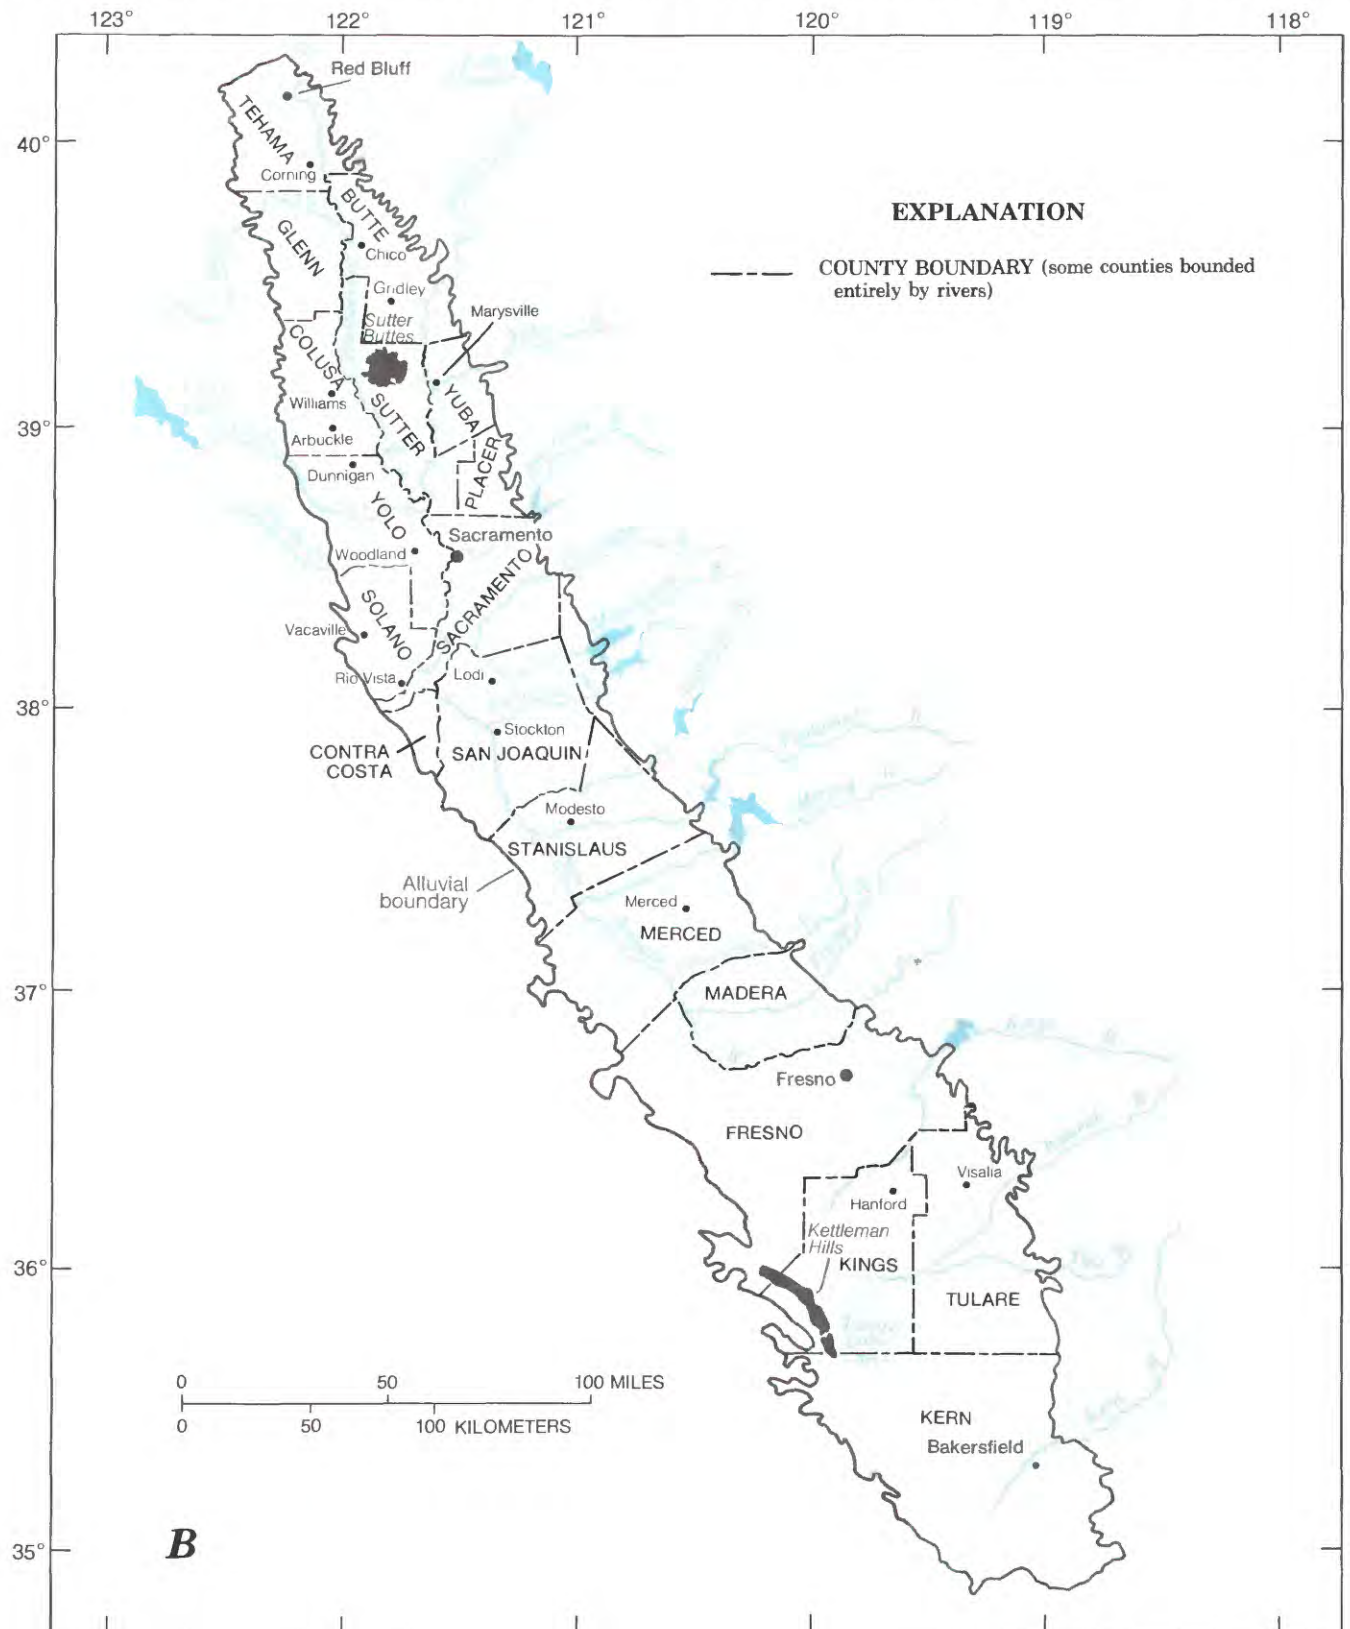 123° 122° 121° 120° 119° 118°
Red Bluff
40°
TEHAMA
Corning
BUTTE
EXPLANATION
GLENN
Chico
COUNTY BOUNDARY (some counties bounded
entirely by rivers)
Gridley
Marysville
Sutter
Buttes
COLUSA
Williams
SUTTER
YUBA
39°
Arbuckle
Dunnigan
PLACER
YOLO
Sacramento
Woodland
SACRAMENTO
SOLANO
Vacaville
Rio Vista
Lodi
38°
Stockton
CONTRA
COSTA
SAN JOAQUIN
Modesto
STANISLAUS
Alluvial
boundary
Merced
MERCED
37°
MADERA
Kings R
Fresno
FRESNO
Visalia
Hanford
Kettleman
Hills
KINGS
36°
TULARE
0 50 100 MILES
0 50 100 KILOMETERS
KERN
Bakersfield
35°
B